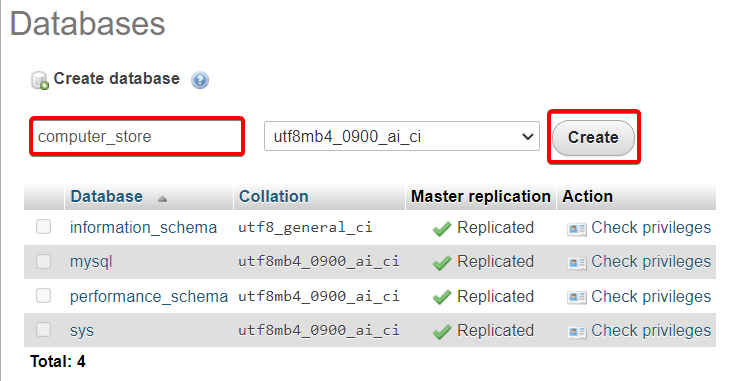 Databases
Create database
computer_store utf8mb4_0900_ai_ci Create
Database Collation Master replication Action
information_schema utf8_general_ci Replicated Check privileges
mysql utf8mb4_0900_ai_ci Replicated Check privileges
performance_schema utf8mb4_0900_ai_ci Replicated Check privileges
sys utf8mb4_0900_ai_ci Replicated Check privileges
Total: 4